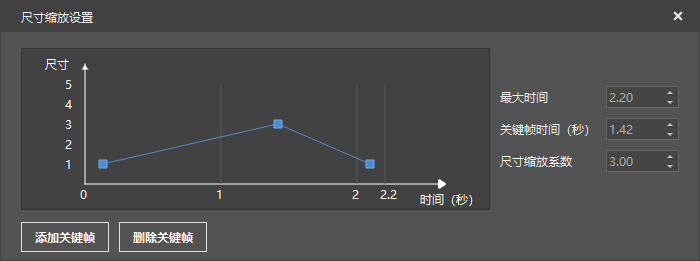 尺寸缩放设置
尺寸
5
4
3
2
1
0 1 2 2.2
时间（秒）
最大时间 2.20
关键帧时间（秒） 1.42
尺寸缩放系数 3.00
添加关键帧 删除关键帧